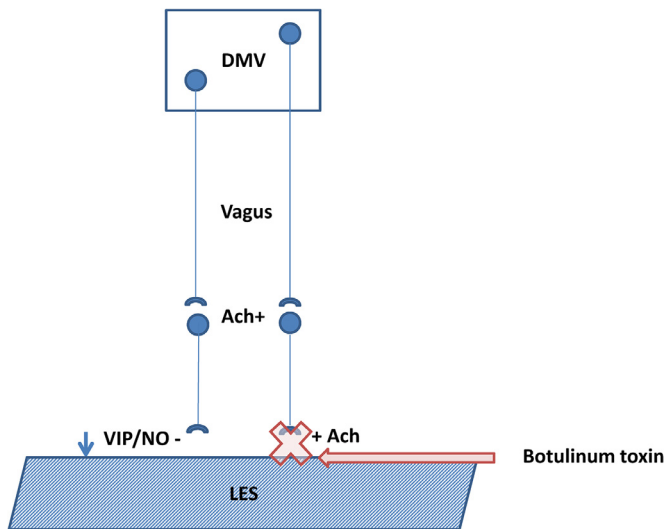 DMV
Vagus
Ach+
VIP/NO -
+ Ach
Botulinum toxin
LES